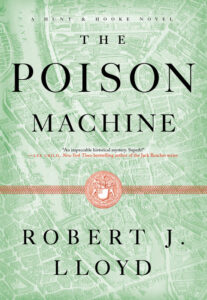 A HUNT & HOOKE NOVEL
THE
POISON
MACHINE
"An impeccable historical mystery. Superb!"
—LEE CHILD, New York Times bestselling author of the Jack Reacher series
ROBERT J.
LLOYD